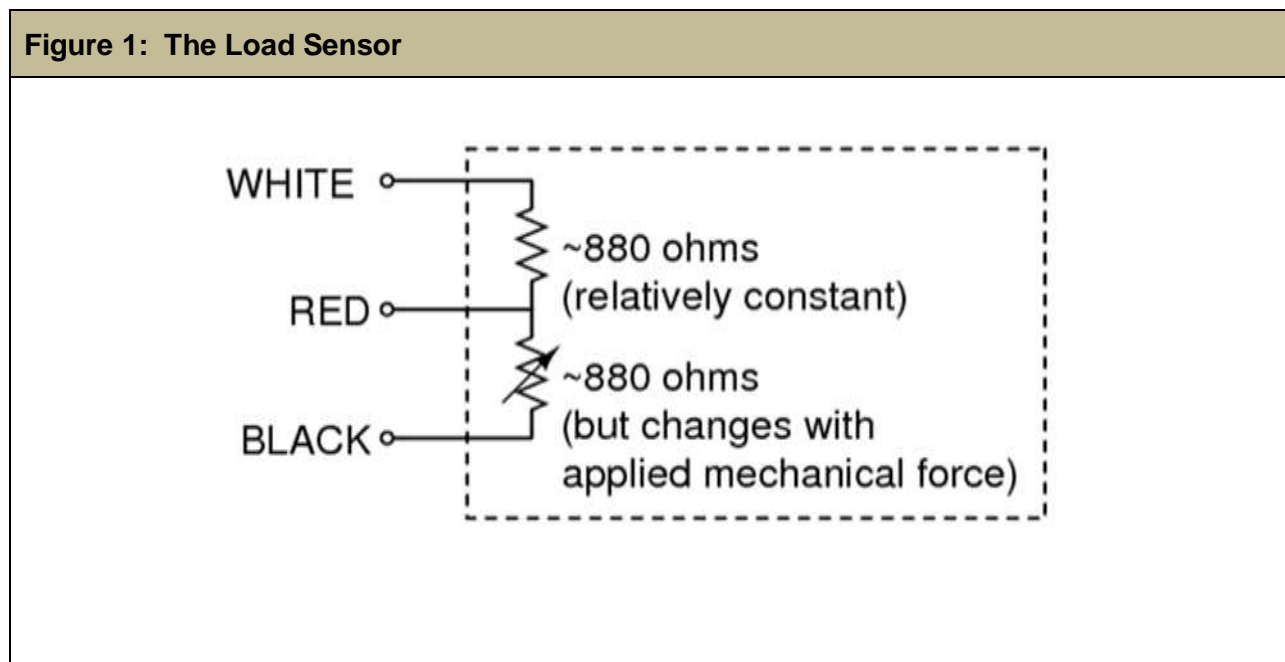 Figure 1: The Load Sensor
WHITE
~880 ohms
(relatively constant)
RED
~880 ohms
(but changes with
applied mechanical force)
BLACK